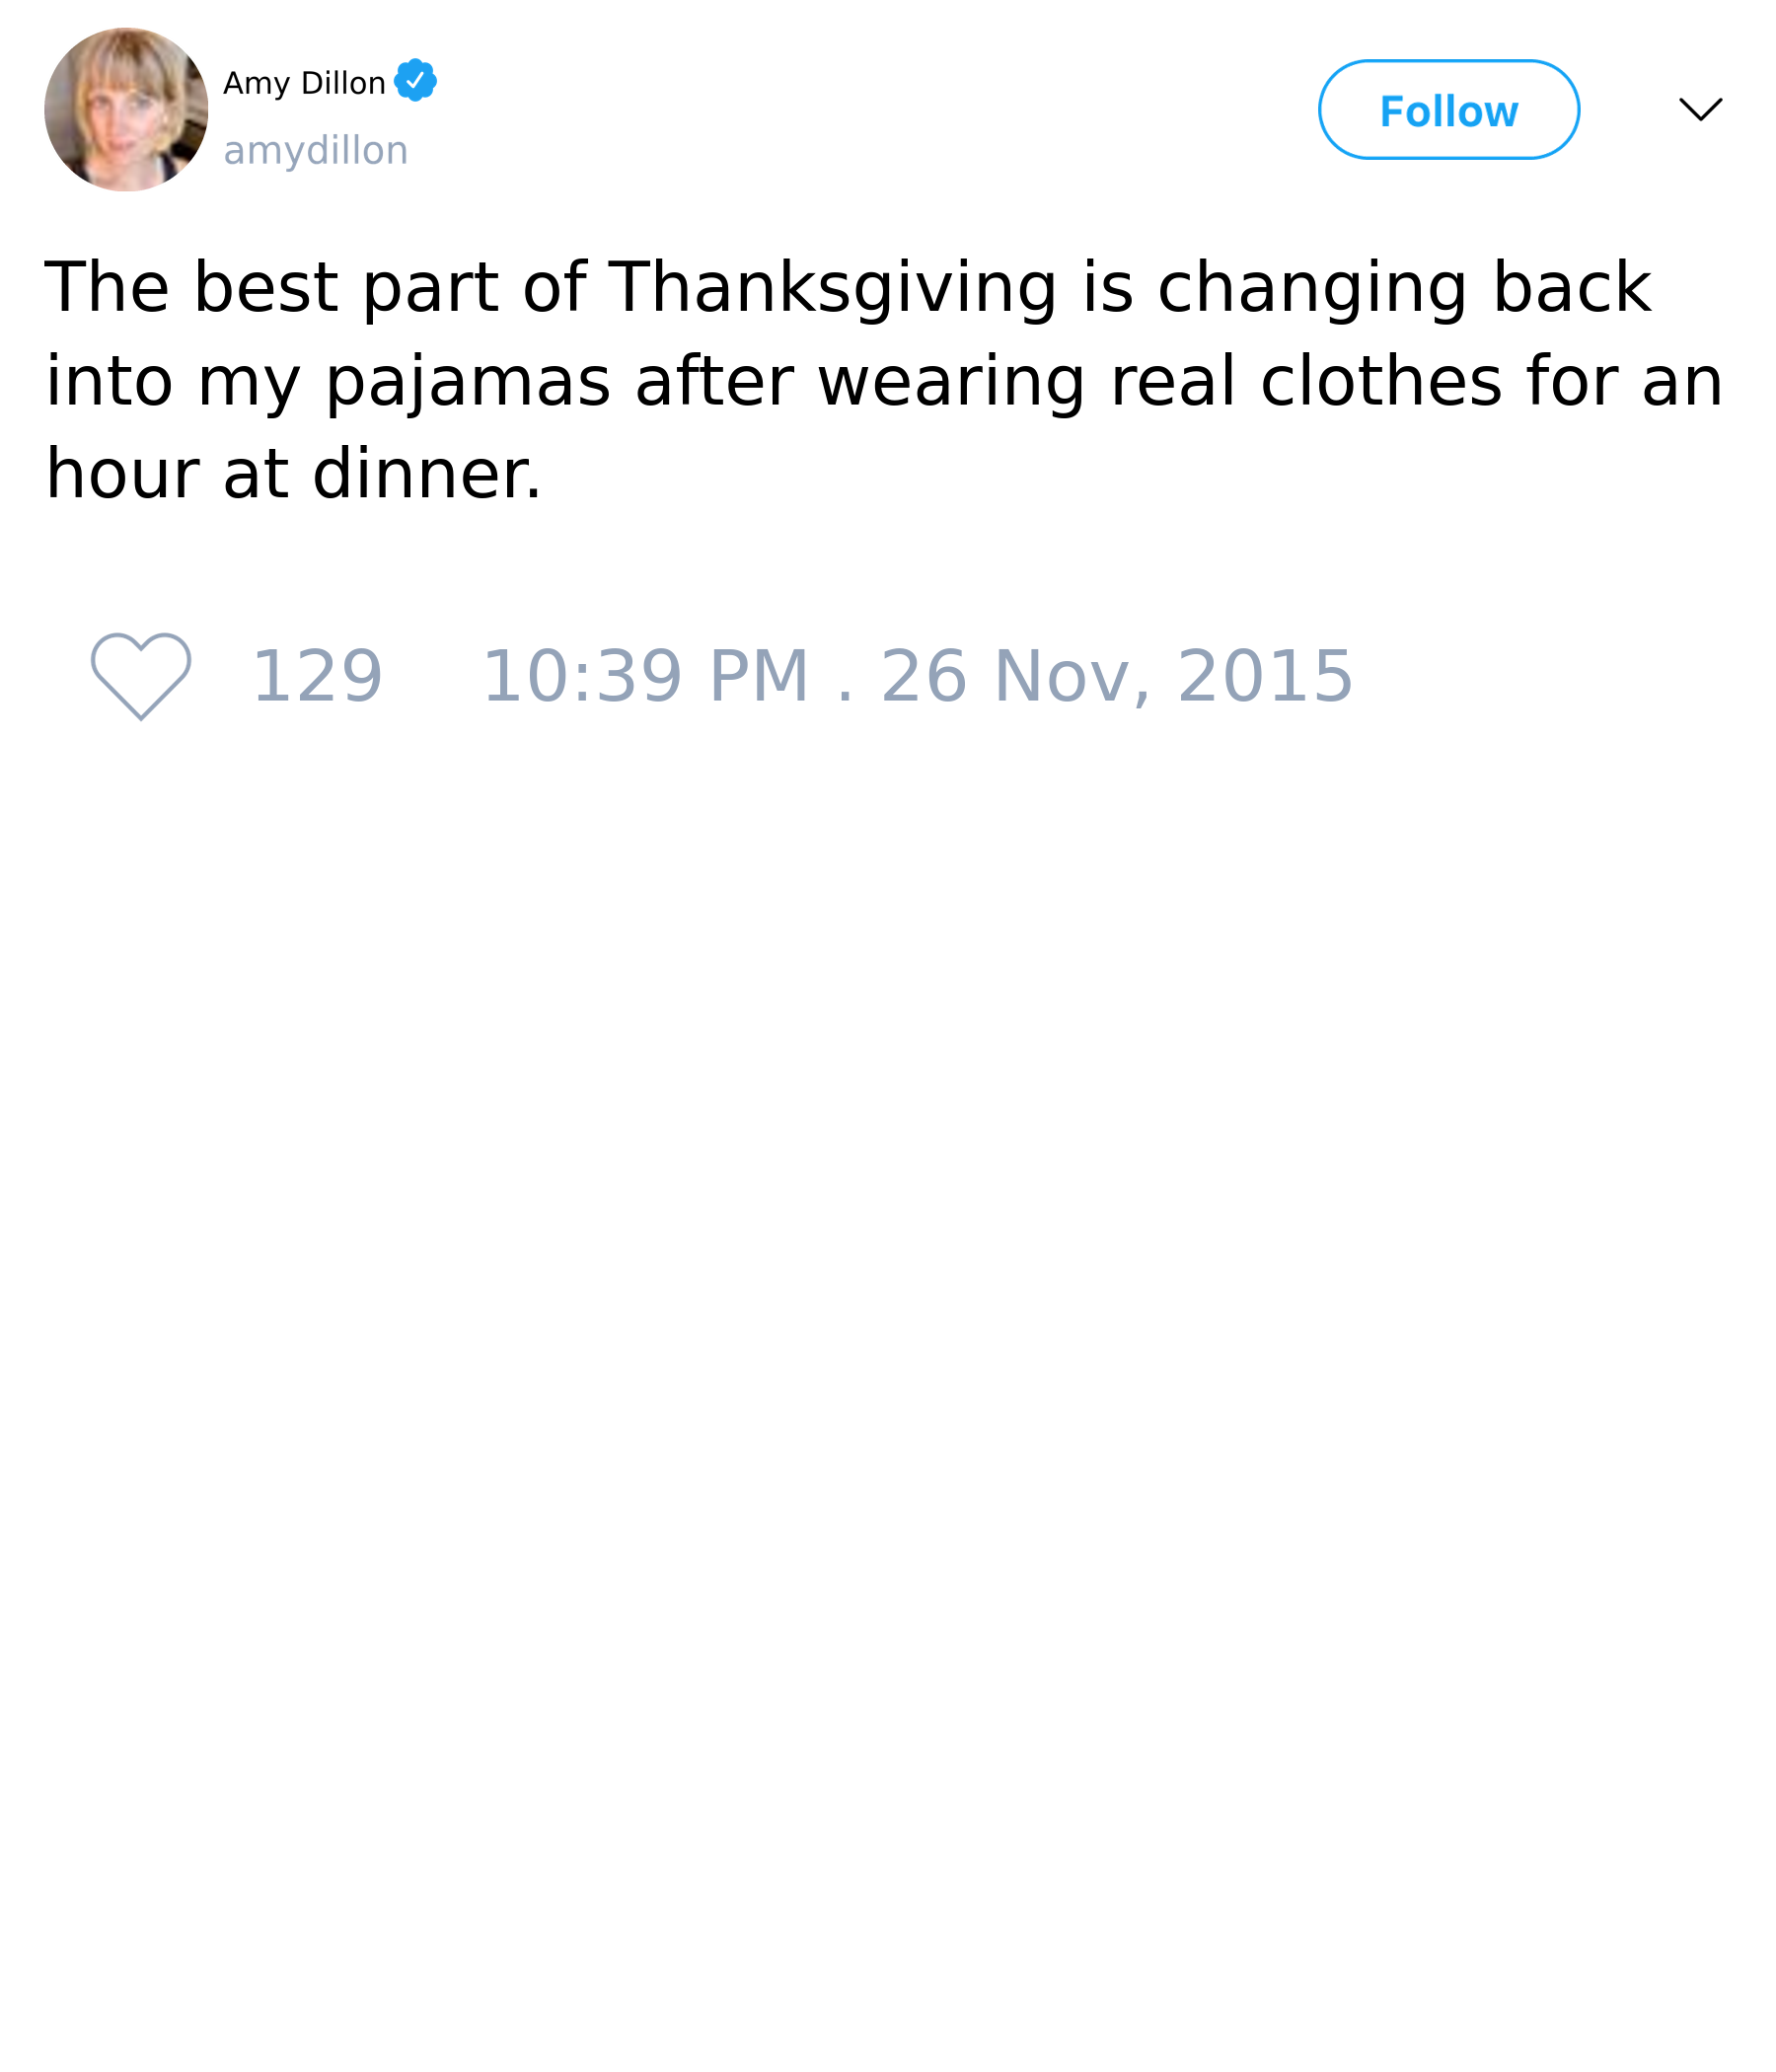 Amy Dillon
amydillon
Follow
The best part of Thanksgiving is changing back
into my pajamas after wearing real clothes for an
hour at dinner.
129 10:39 PM . 26 Nov, 2015